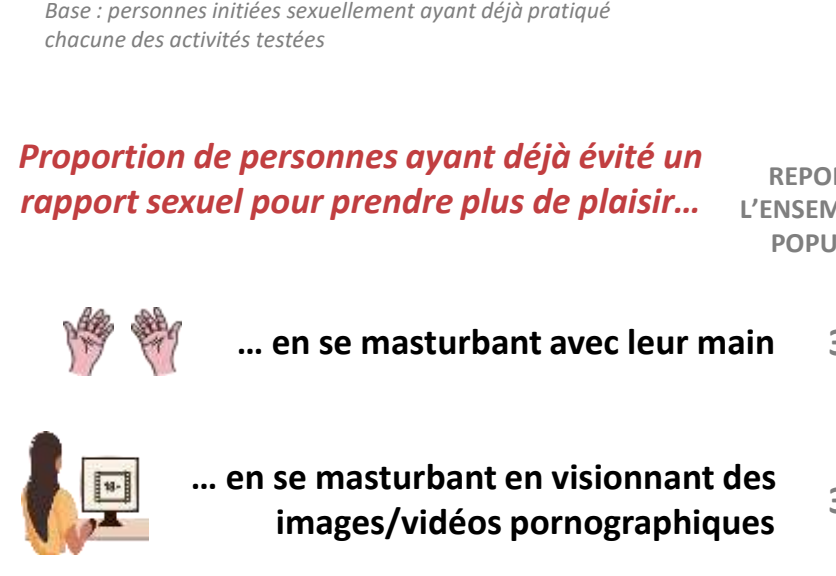 Base : personnes initiées sexuellement ayant déjà pratiqué
chacune des activités testées
Proportion de personnes ayant déjà évité un
rapport sexuel pour prendre plus de plaisir…
… en se masturbant avec leur main
18-
… en se masturbant en visionnant des
images/vidéos pornographiques